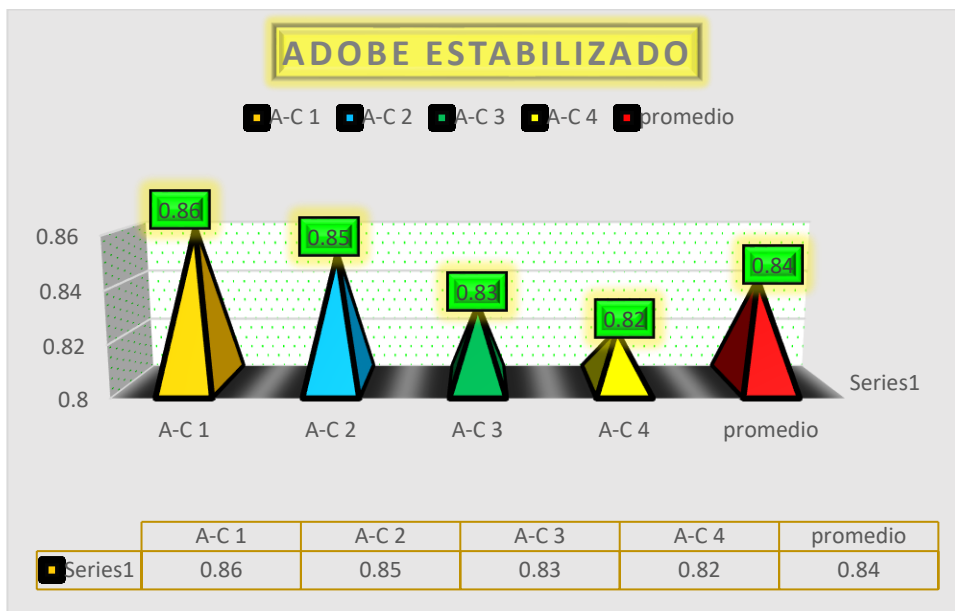 ADOBE ESTABILIZADO
A-C 1 A-C 2 A-C 3 A-C 4 promedio
0.86 0.85 0.83 0.82 0.84
0.86
0.84
0.82
0.8
Series1
A-C 1 A-C 2 A-C 3 A-C 4 promedio
A-C 1 A-C 2 A-C 3 A-C 4 promedio
Series1 0.86 0.85 0.83 0.82 0.84